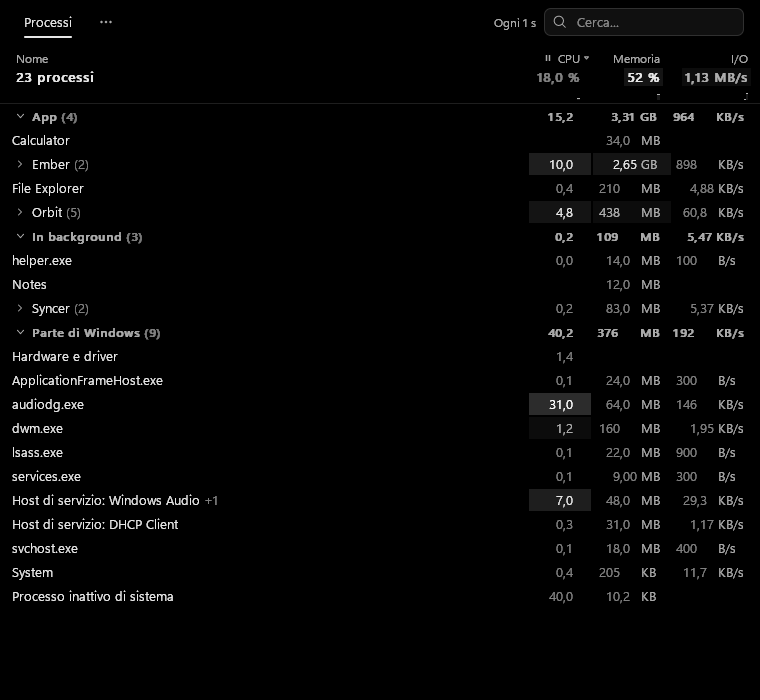 Processi ···
Ogni 1 s Cerca...
Nome CPU Memoria I/O
23 processi 18,0 % 52 % 1,13 MB/s
App (4) 15,2 3,31 GB 964 KB/s
Calculator 34,0 MB
Ember (2) 10,0 2,65 GB 898 KB/s
File Explorer 0,4 210 MB 4,88 KB/s
Orbit (5) 4,8 438 MB 60,8 KB/s
In background (3) 0,2 109 MB 5,47 KB/s
helper.exe 0,0 14,0 MB 100 B/s
Notes 12,0 MB
Syncer (2) 0,2 83,0 MB 5,37 KB/s
Parte di Windows (9) 40,2 376 MB 192 KB/s
Hardware e driver 1,4
ApplicationFrameHost.exe 0,1 24,0 MB 300 B/s
audiodg.exe 31,0 64,0 MB 146 KB/s
dwm.exe 1,2 160 MB 1,95 KB/s
lsass.exe 0,1 22,0 MB 900 B/s
services.exe 0,1 9,00 MB 300 B/s
Host di servizio: Windows Audio +1 7,0 48,0 MB 29,3 KB/s
Host di servizio: DHCP Client 0,3 31,0 MB 1,17 KB/s
svchost.exe 0,1 18,0 MB 400 B/s
System 0,4 205 KB 11,7 KB/s
Processo inattivo di sistema 40,0 10,2 KB